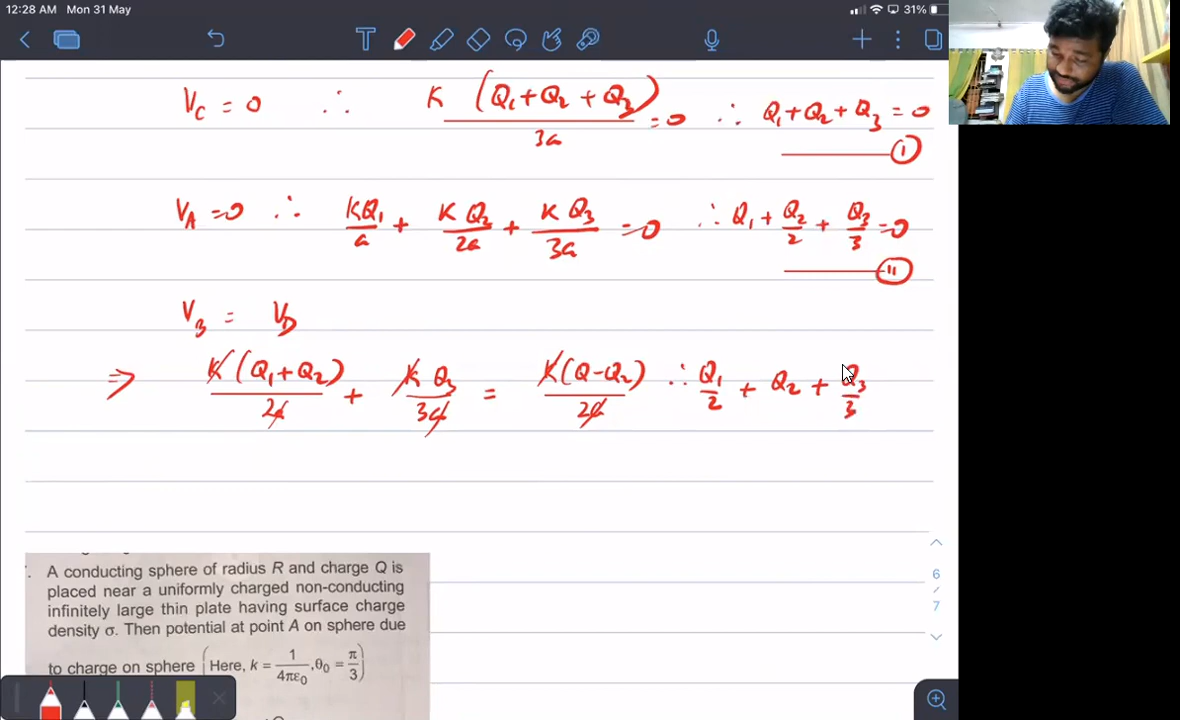 12:28 AM Mon 31 May 31%
V_C = 0 ∴ K (Q₁+Q₂+Q₃)/3a = 0 ∴ Q₁+Q₂+Q₃ = 0
I
V_A = 0 ∴ KQ₁/a + KQ₂/2a + KQ₃/3a = 0 ∴ Q₁ + Q₂/2 + Q₃/3 = 0
II
V_B = V_D
⇒ K(Q₁+Q₂)/2a + KQ₃/3a = K(Q-Q₂)/2a ∴ Q₁/2 + Q₂ + Q₃/3
A conducting sphere of radius R and charge Q is
placed near a uniformly charged non-conducting
infinitely large thin plate having surface charge
density σ. Then potential at point A on sphere due
to charge on sphere (Here, k = 1/4πε₀, θ₀ = π/3)
6
/
7